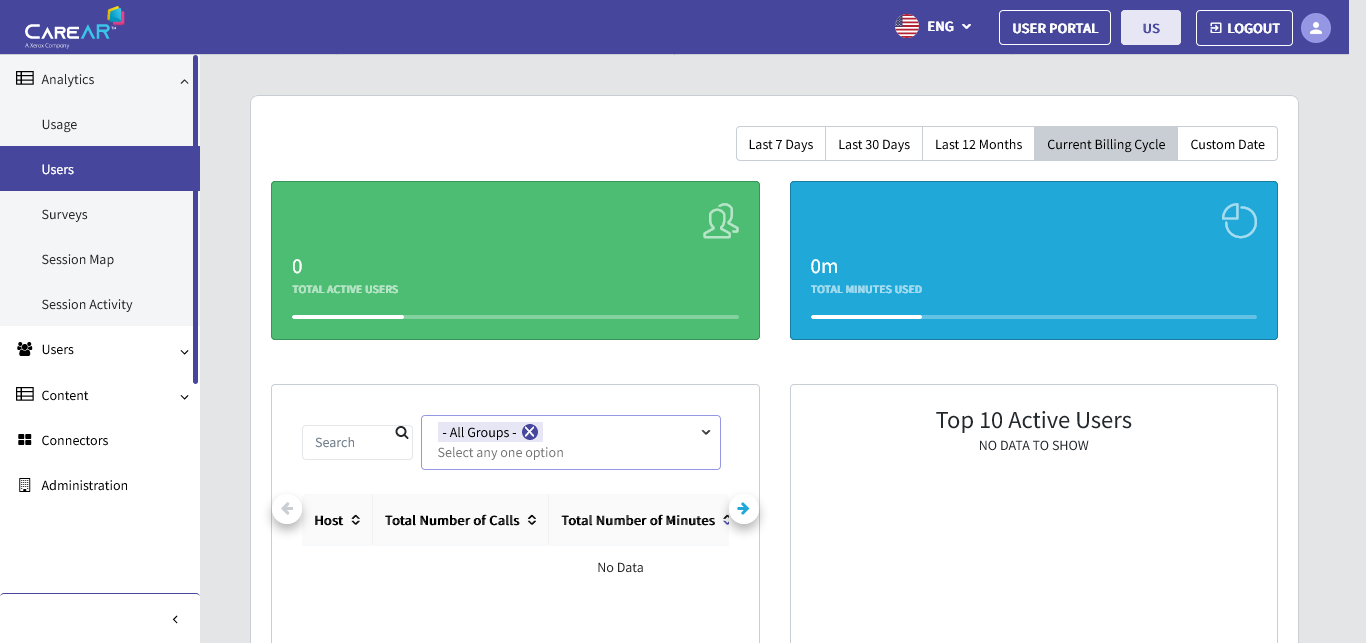 CAREAR™
A Xerox Company
ENG
USER PORTAL
US
LOGOUT
Analytics
Usage
Users
Surveys
Session Map
Session Activity
Users
Content
Connectors
Administration
Last 7 Days
Last 30 Days
Last 12 Months
Current Billing Cycle
Custom Date
0
TOTAL ACTIVE USERS
0m
TOTAL MINUTES USED
Search
- All Groups -
Select any one option
Host
Total Number of Calls
Total Number of Minutes
No Data
Top 10 Active Users
NO DATA TO SHOW